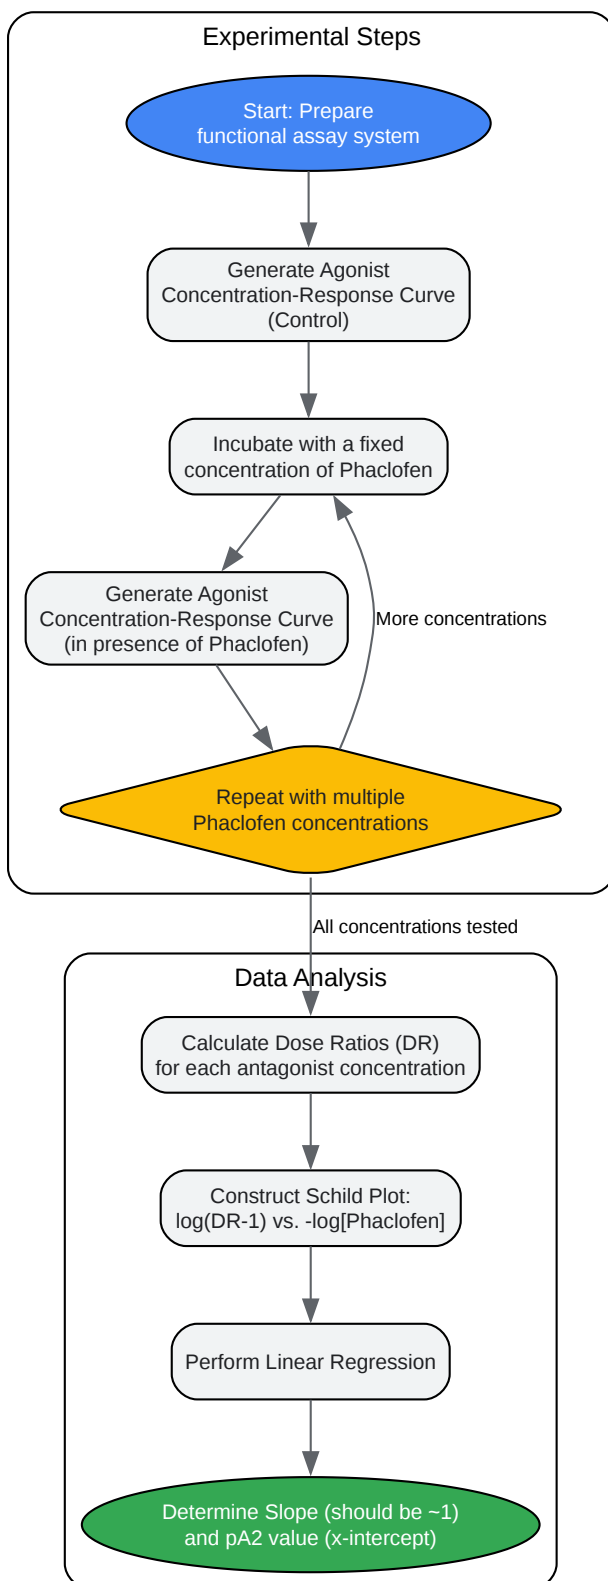 Experimental Steps
Start: Prepare
functional assay system
Generate Agonist
Concentration-Response Curve
(Control)
Incubate with a fixed
concentration of Phaclofen
Generate Agonist
Concentration-Response Curve
(in presence of Phaclofen)
More concentrations
Repeat with multiple
Phaclofen concentrations
All concentrations tested
Data Analysis
Calculate Dose Ratios (DR)
for each antagonist concentration
Construct Schild Plot:
log(DR-1) vs. -log[Phaclofen]
Perform Linear Regression
Determine Slope (should be ~1)
and pA2 value (x-intercept)